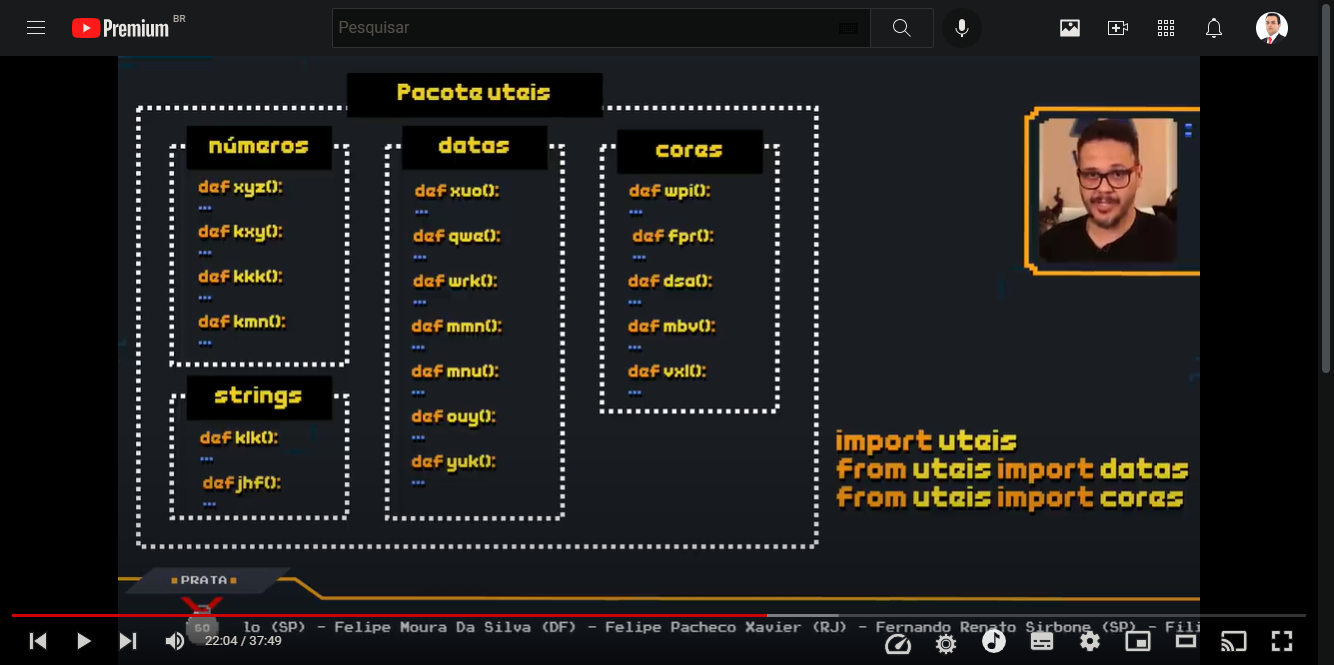 Premium BR
Pesquisar
Pacote uteis
números
def xyz():
...
def kxy():
...
def kkk():
...
def kmn():
...
strings
def klk():
...
def jhf():
...
datas
def xuo():
...
def qwe():
...
def wrk():
...
def mmn():
...
def mnu():
...
def ouy():
...
def yuk():
...
cores
def wpi():
...
def fpr():
...
def dsa():
...
def mbv():
...
def vxl():
...
import uteis
from uteis import datas
from uteis import cores
PRATA
lo (SP) - Felipe Moura Da Silva (DF) - Felipe Pacheco Xavier (RJ) - Fernando Renato Sirbone (SP) - Fili
22:04 / 37:49